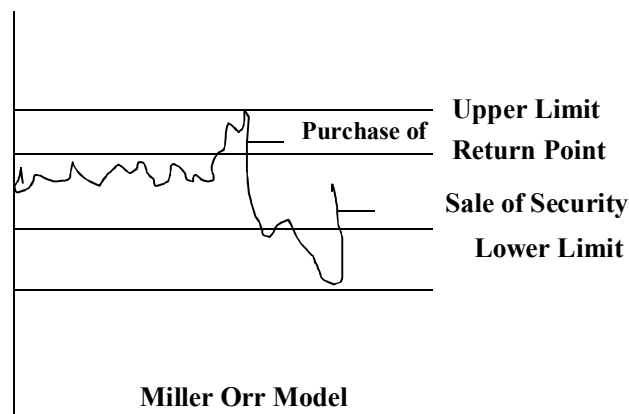 Upper Limit
Purchase of
Return Point
Sale of Security
Lower Limit
Miller Orr Model